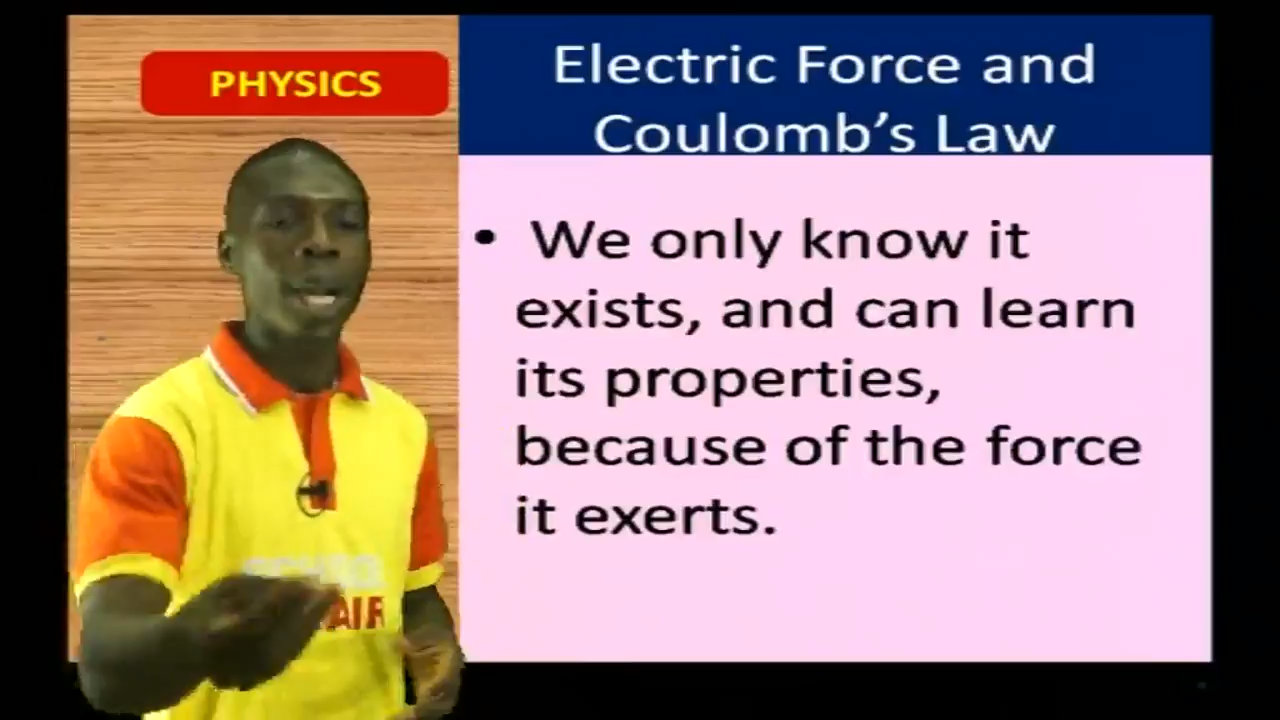 PHYSICS
Electric Force and
Coulomb's Law
• We only know it
exists, and can learn
its properties,
because of the force
it exerts.
AIR